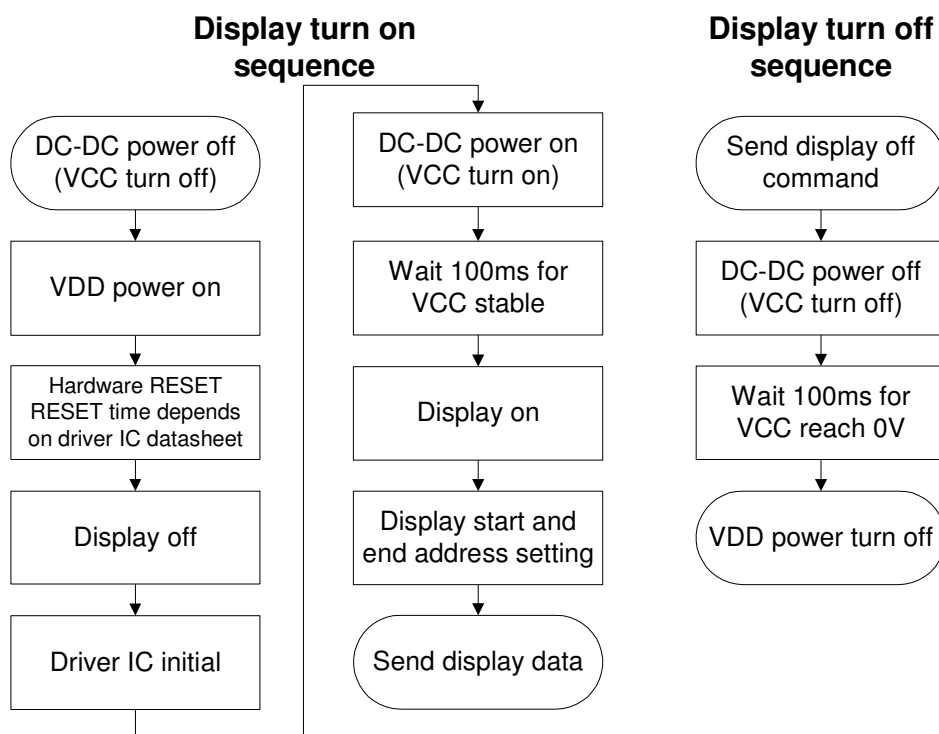 Display turn on
sequence
DC-DC power off
(VCC turn off)
VDD power on
Hardware RESET
RESET time depends
on driver IC datasheet
Display off
Driver IC initial
DC-DC power on
(VCC turn on)
Wait 100ms for
VCC stable
Display on
Display start and
end address setting
Send display data
Display turn off
sequence
Send display off
command
DC-DC power off
(VCC turn off)
Wait 100ms for
VCC reach 0V
VDD power turn off